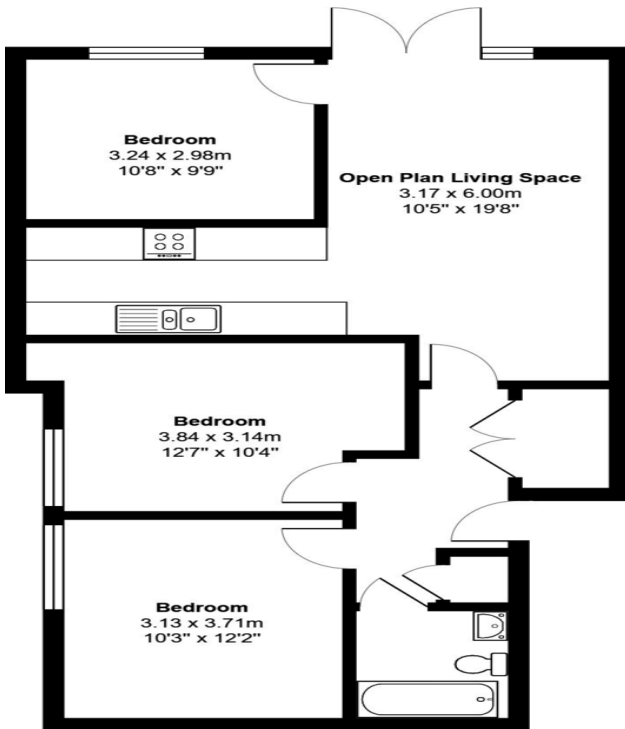 Bedroom
3.24 x 2.98m
10'8" x 9'9"
Open Plan Living Space
3.17 x 6.00m
10'5" x 19'8"
Bedroom
3.84 x 3.14m
12'7" x 10'4"
Bedroom
3.13 x 3.71m
10'3" x 12'2"